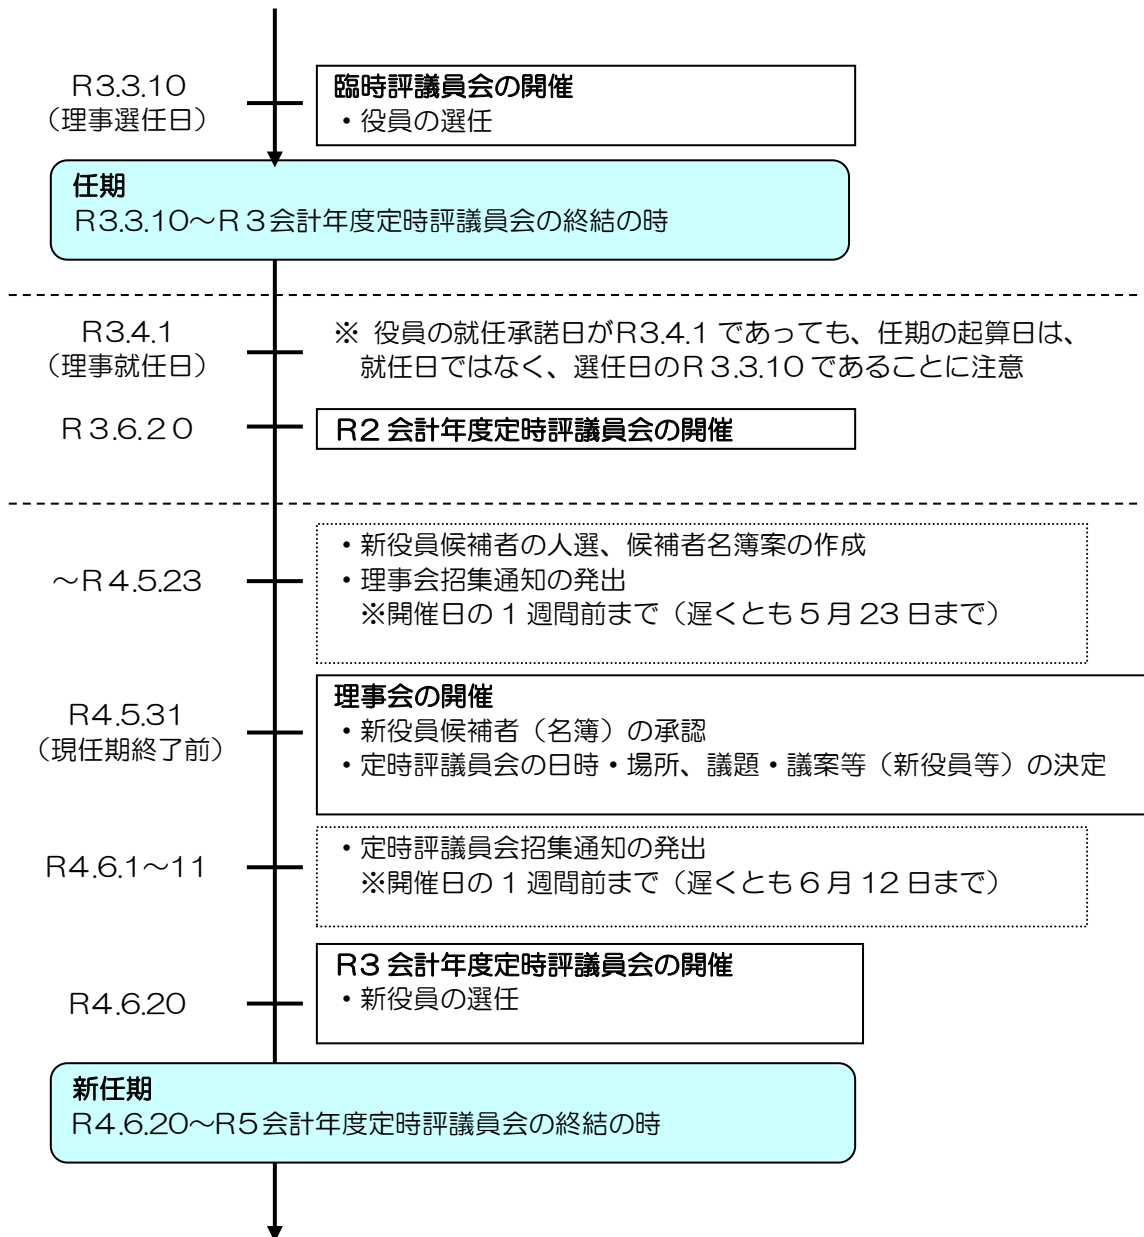 R3.3.10
(理事選任日)
臨時評議員会の開催
・役員の選任
任期
R3.3.10～R3会計年度定時評議員会の終結の時
R3.4.1
(理事就任日)
※ 役員の就任承諾日がR3.4.1 であっても、任期の起算日は、
就任日ではなく、選任日のR3.3.10 であることに注意
R3.6.20
R2 会計年度定時評議員会の開催
～R4.5.23
・新役員候補者の人選、候補者名簿案の作成
・理事会招集通知の発出
※開催日の 1 週間前まで（遅くとも 5 月 23 日まで）
R4.5.31
（現任期終了前）
理事会の開催
・新役員候補者（名簿）の承認
・定時評議員会の日時・場所、議題・議案等（新役員等）の決定
R4.6.1～11
・定時評議員会招集通知の発出
※開催日の 1 週間前まで（遅くとも 6 月 12 日まで）
R4.6.20
R3 会計年度定時評議員会の開催
・新役員の選任
新任期
R4.6.20～R5会計年度定時評議員会の終結の時